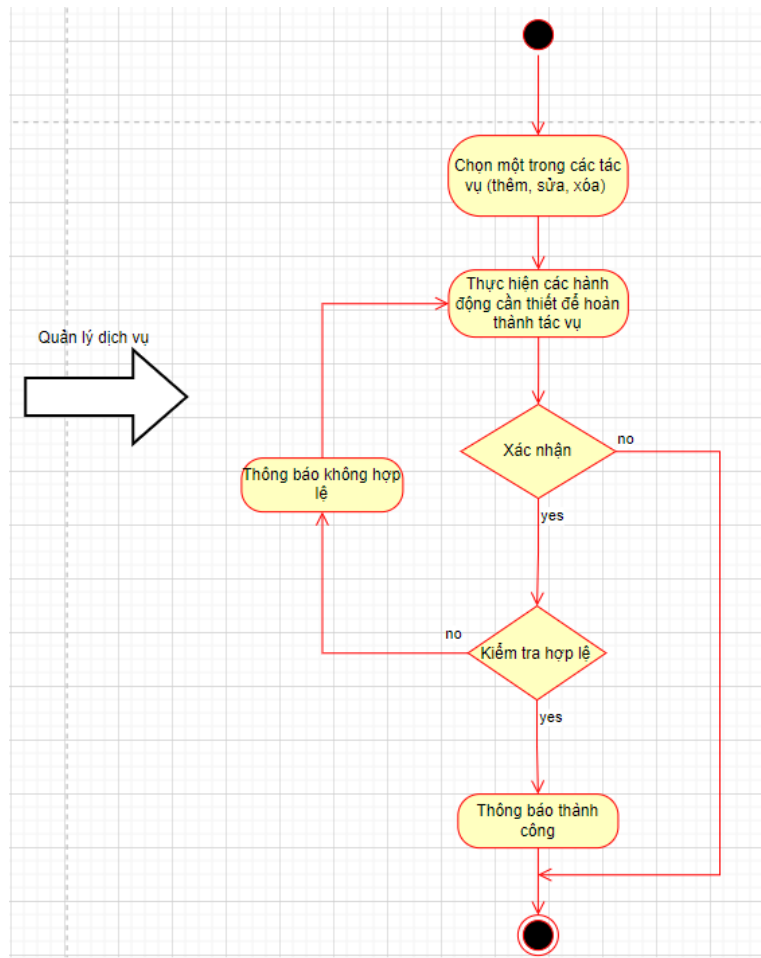 Chọn một trong các tác
vụ (thêm, sửa, xóa)
Thực hiện các hành
động cần thiết để hoàn
thành tác vụ
Quản lý dịch vụ
Xác nhận
no
Thông báo không hợp
lệ
yes
no
Kiểm tra hợp lệ
yes
Thông báo thành
công